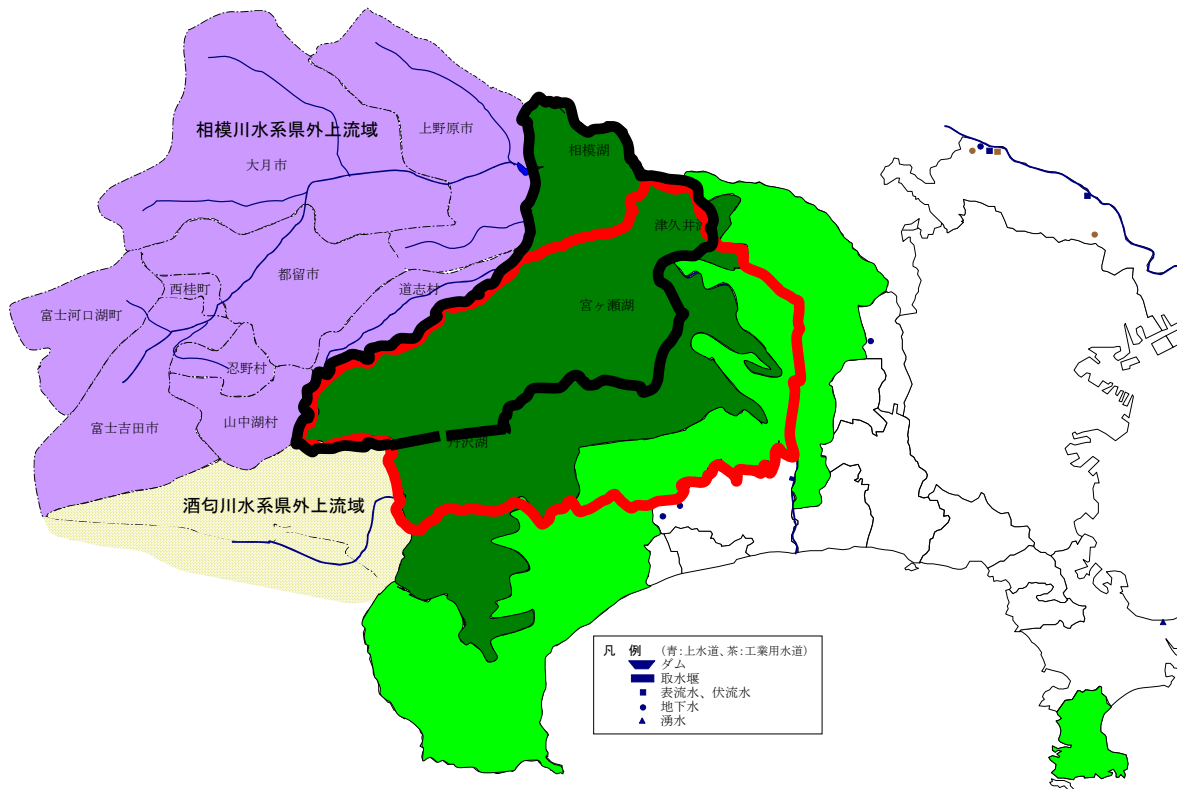 相模川水系県外上流域
上野原市
大月市
相模湖
津久井湖
都留市
西桂町
道志村
宮ヶ瀬湖
富士河口湖町
忍野村
山中湖村
富士吉田市
丹沢湖
酒匂川水系県外上流域
凡 例 (青:上水道、茶:工業用水道)
ダム
取水堰
表流水、伏流水
地下水
湧水